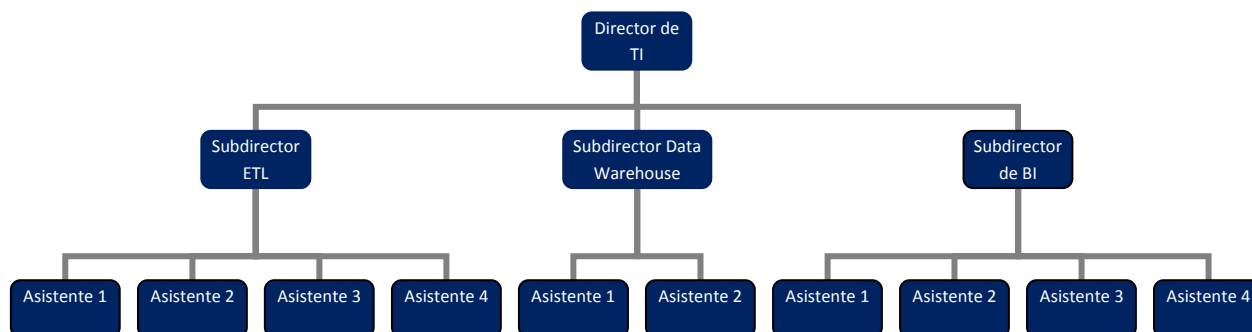 Director de
TI
Subdirector
ETL
Subdirector Data
Warehouse
Subdirector
de BI
Asistente 1
Asistente 2
Asistente 3
Asistente 4
Asistente 1
Asistente 2
Asistente 1
Asistente 2
Asistente 3
Asistente 4